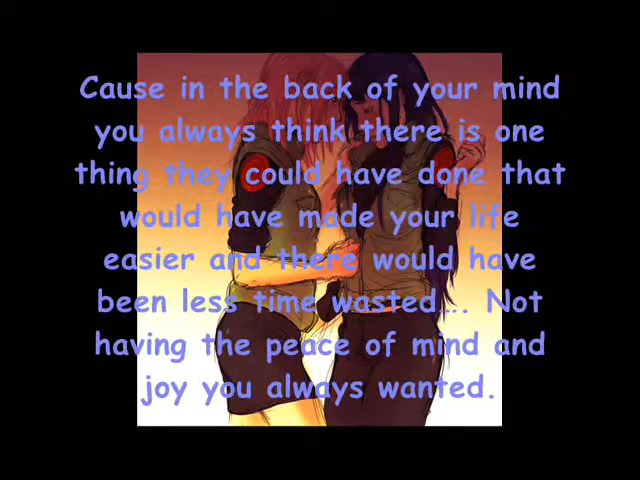 Cause in the back of your mind
you always think there is one
thing they could have done that
would have made your life
easier and there would have
been less time wasted…. Not
having the peace of mind and
joy you always wanted.